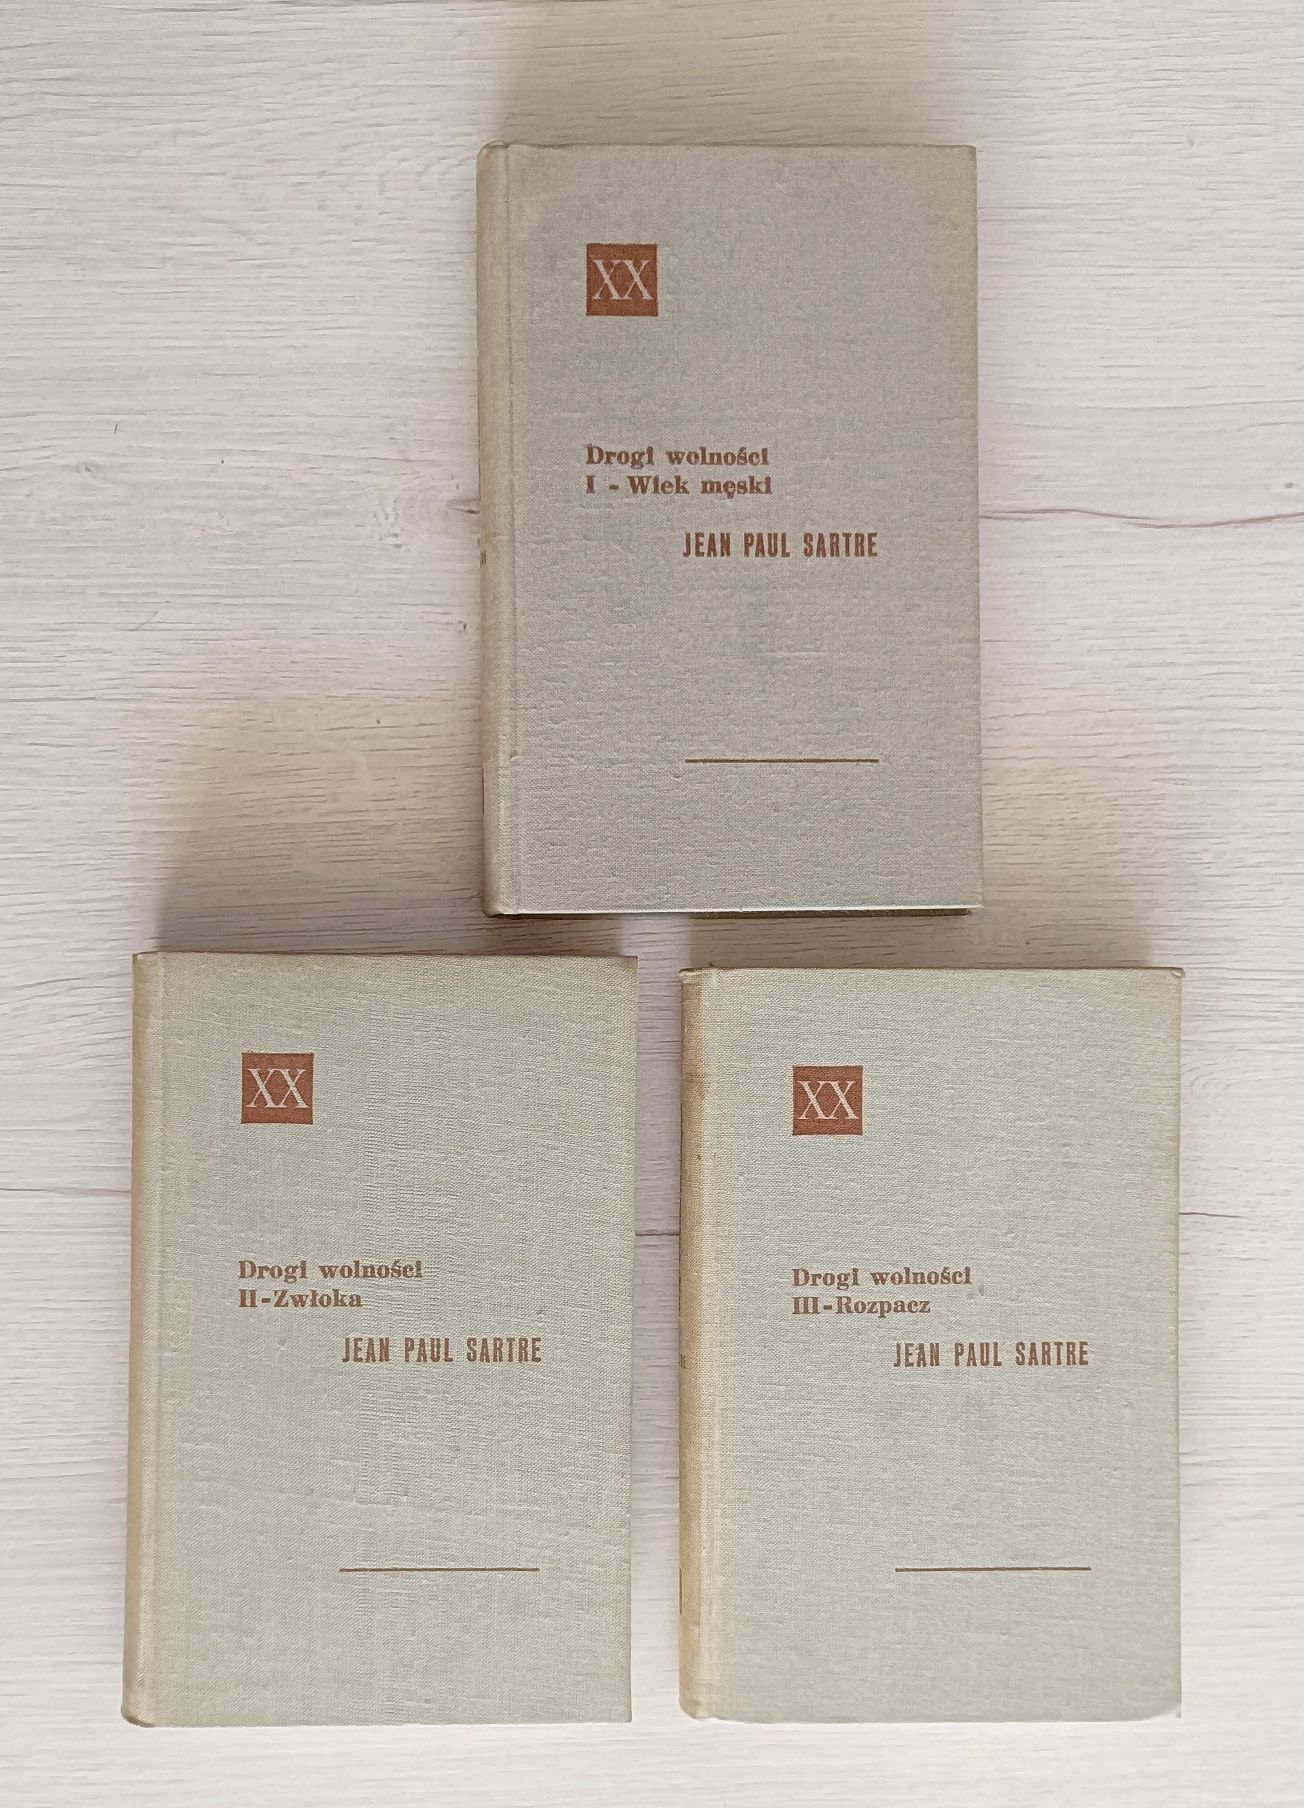 XX
Drogi wolności
I - Wiek męski
JEAN PAUL SARTRE
XX
Drogi wolności
II-Zwłoka
JEAN PAUL SARTRE
XX
Drogi wolności
III-Rozpacz
JEAN PAUL SARTRE